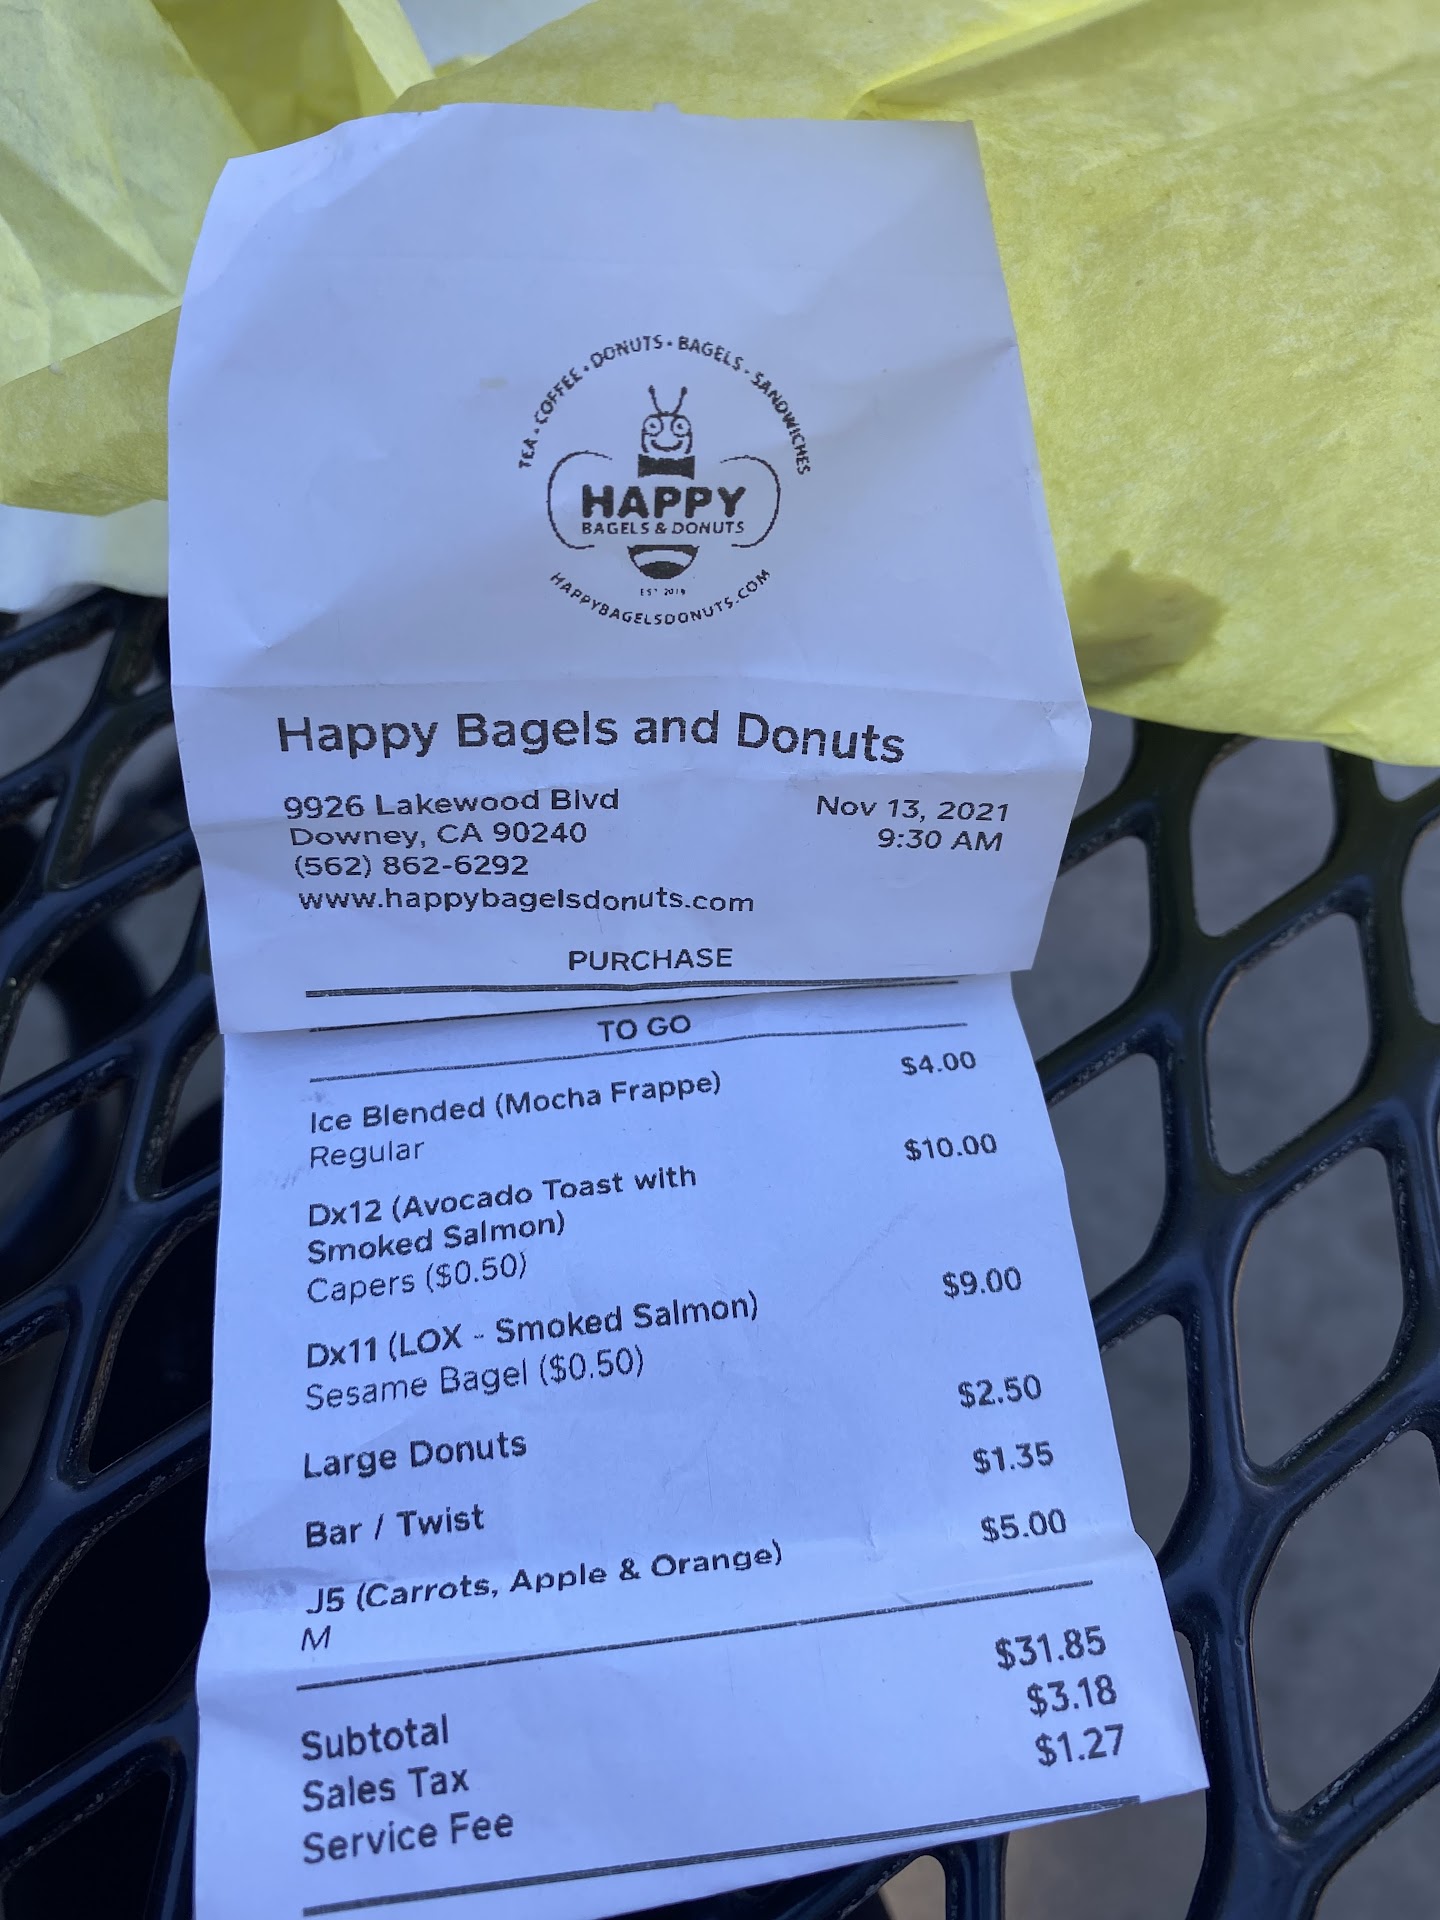 TEA • COFFEE • DONUTS • BAGELS • SANDWICHES
HAPPY
BAGELS & DONUTS
HAPPYBAGELSDONUTS.COM
Happy Bagels and Donuts
9926 Lakewood Blvd
Nov 13, 2021
Downey, CA 90240
9:30 AM
(562) 862-6292
www.happybagelsdonuts.com
PURCHASE
TO GO
Ice Blended (Mocha Frappe) $4.00
Regular
Dx12 (Avocado Toast with $10.00
Smoked Salmon)
Capers ($0.50)
Dx11 (LOX - Smoked Salmon) $9.00
Sesame Bagel ($0.50)
Large Donuts $2.50
Bar / Twist $1.35
J5 (Carrots, Apple & Orange) $5.00
M
Subtotal $31.85
Sales Tax $3.18
Service Fee $1.27